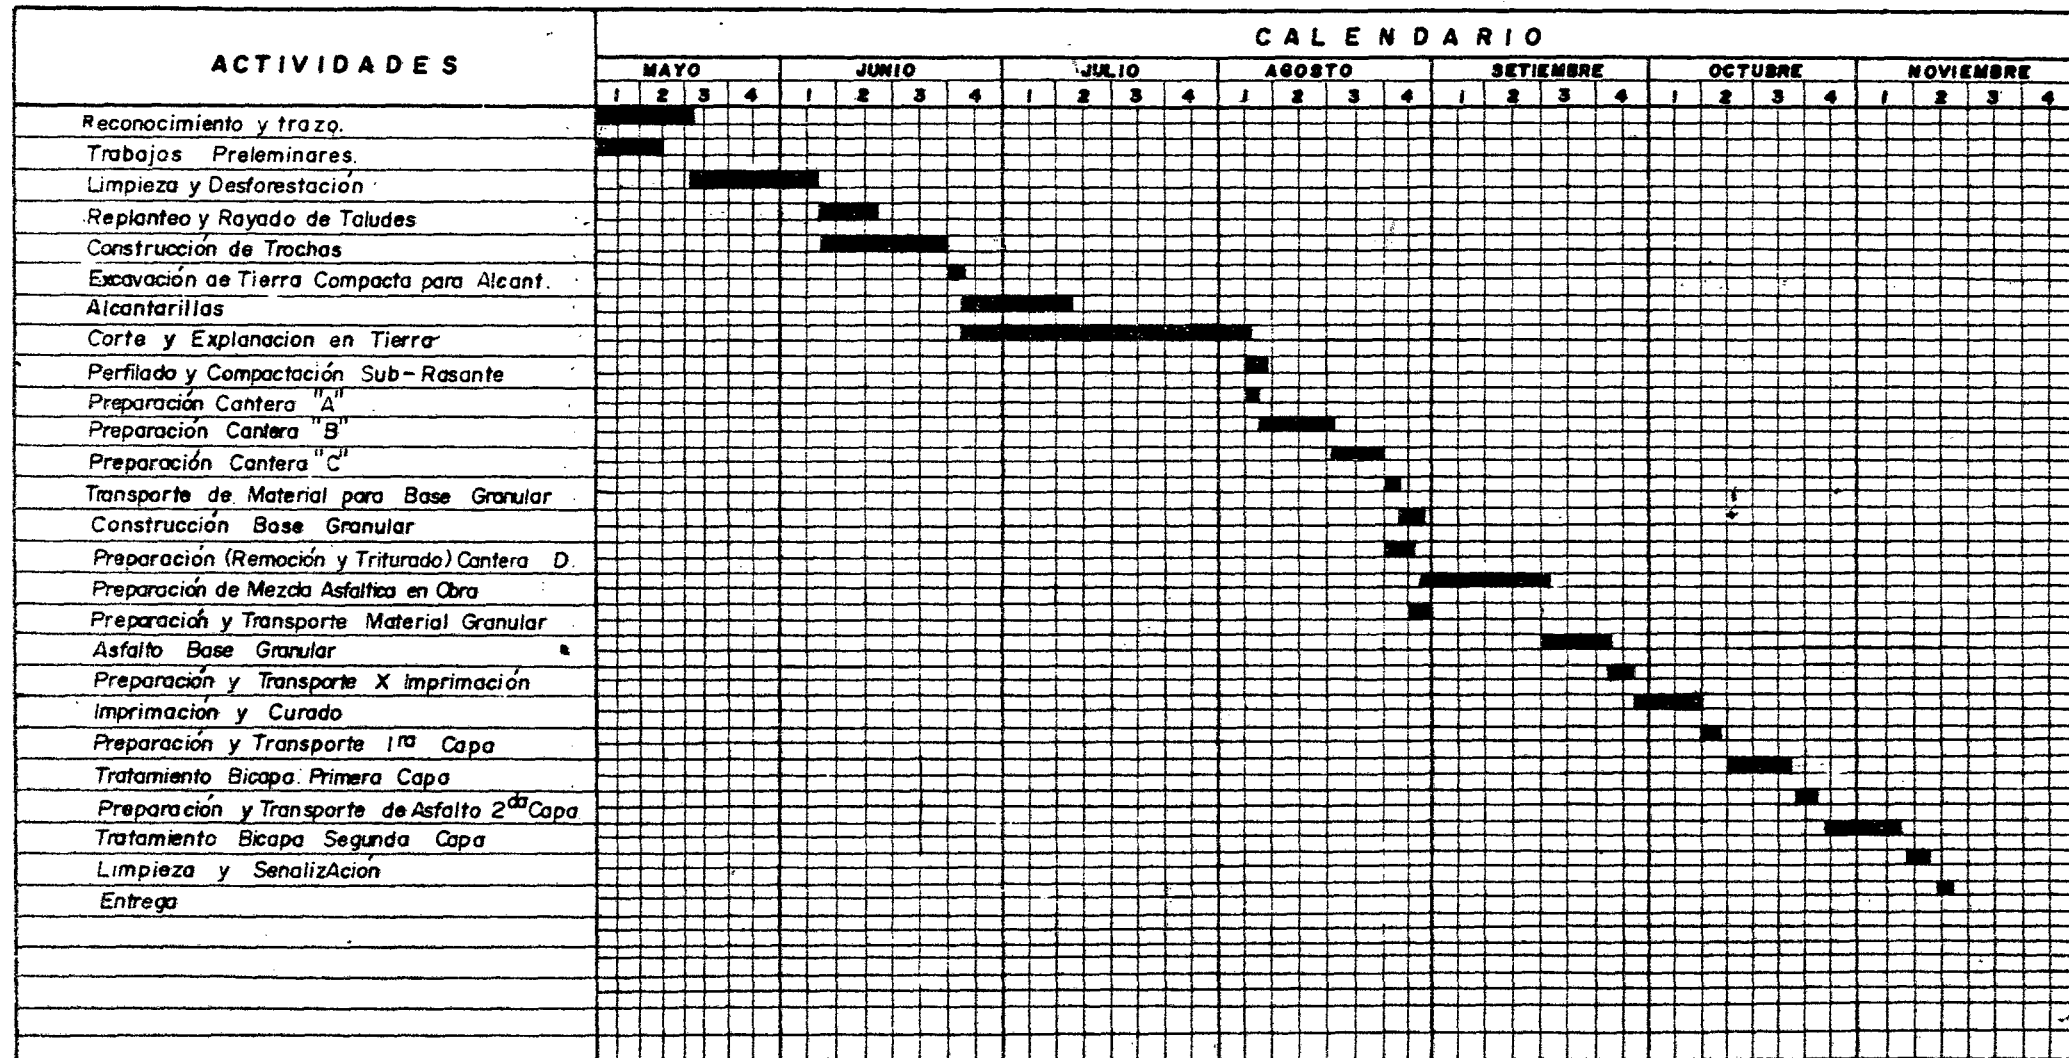 CALENDARIO
ACTIVIDADES
MAYO JUNIO JULIO AGOSTO SETIEMBRE OCTUBRE NOVIEMBRE
1 2 3 4 1 2 3 4 1 2 3 4 1 2 3 4 1 2 3 4 1 2 3 4 1 2 3 4
Reconocimiento y trazo.
Trabajos Preleminares.
Limpieza y Desforestación
Replanteo y Rayado de Taludes
Construcción de Trochas
Excavación de Tierra Compacta para Alcant.
Alcantarillas
Corte y Explanacion en Tierra
Perfilado y Compactación Sub-Rasante
Preparación Cantera "A"
Preparación Cantera "B"
Preparación Cantera "C"
Transporte de Material para Base Granular
Construcción Base Granular
Preparación (Remoción y Triturado) Cantera D.
Preparación de Mezcla Asfaltica en Obra
Preparación y Transporte Material Granular
Asfalto Base Granular
Preparación y Transporte X Imprimación
Imprimación y Curado
Preparación y Transporte 1ra Capa
Tratamiento Bicapa Primera Capa
Preparación y Transporte de Asfalto 2da Capa
Tratamiento Bicapa Segunda Capa
Limpieza y SenalizAción
Entrega